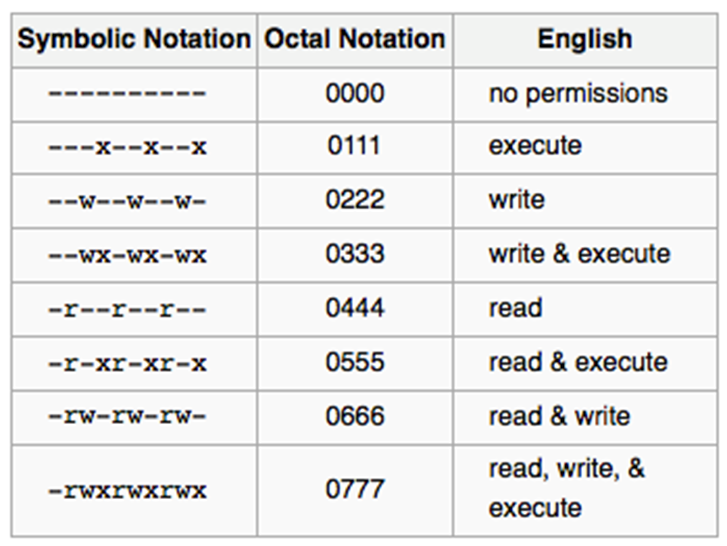 Symbolic Notation Octal Notation English
---------- 0000 no permissions
---x--x--x 0111 execute
--w--w--w- 0222 write
--wx-wx-wx 0333 write & execute
-r--r--r-- 0444 read
-r-xr-xr-x 0555 read & execute
-rw-rw-rw- 0666 read & write
-rwxrwxrwx 0777 read, write, &
execute